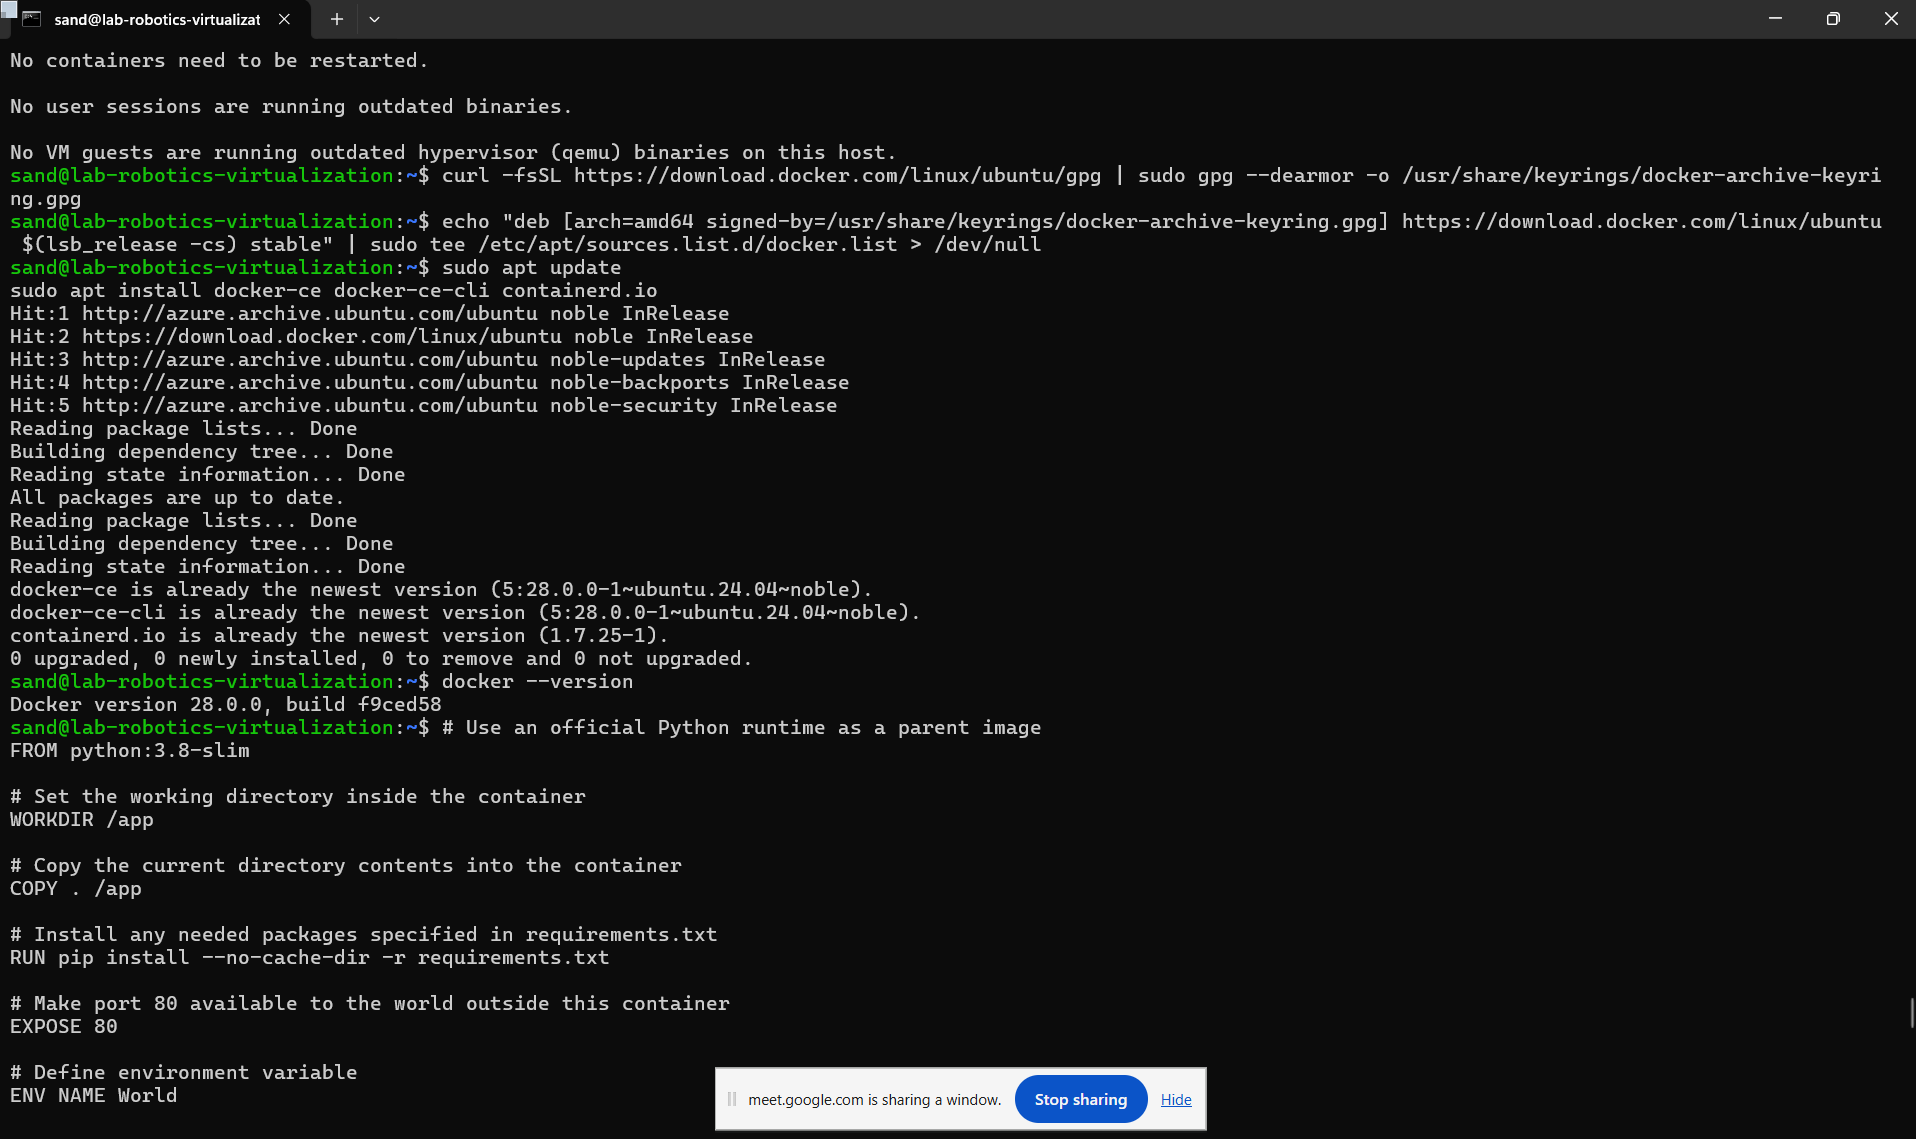 sand@lab-robotics-virtualizat
No containers need to be restarted.
No user sessions are running outdated binaries.
No VM guests are running outdated hypervisor (qemu) binaries on this host.
sand@lab-robotics-virtualization:~$ curl -fsSL https://download.docker.com/linux/ubuntu/gpg | sudo gpg --dearmor -o /usr/share/keyrings/docker-archive-keyri
ng.gpg
sand@lab-robotics-virtualization:~$ echo "deb [arch=amd64 signed-by=/usr/share/keyrings/docker-archive-keyring.gpg] https://download.docker.com/linux/ubuntu
 $(lsb_release -cs) stable" | sudo tee /etc/apt/sources.list.d/docker.list > /dev/null
sand@lab-robotics-virtualization:~$ sudo apt update
sudo apt install docker-ce docker-ce-cli containerd.io
Hit:1 http://azure.archive.ubuntu.com/ubuntu noble InRelease
Hit:2 https://download.docker.com/linux/ubuntu noble InRelease
Hit:3 http://azure.archive.ubuntu.com/ubuntu noble-updates InRelease
Hit:4 http://azure.archive.ubuntu.com/ubuntu noble-backports InRelease
Hit:5 http://azure.archive.ubuntu.com/ubuntu noble-security InRelease
Reading package lists... Done
Building dependency tree... Done
Reading state information... Done
All packages are up to date.
Reading package lists... Done
Building dependency tree... Done
Reading state information... Done
docker-ce is already the newest version (5:28.0.0-1~ubuntu.24.04~noble).
docker-ce-cli is already the newest version (5:28.0.0-1~ubuntu.24.04~noble).
containerd.io is already the newest version (1.7.25-1).
0 upgraded, 0 newly installed, 0 to remove and 0 not upgraded.
sand@lab-robotics-virtualization:~$ docker --version
Docker version 28.0.0, build f9ced58
sand@lab-robotics-virtualization:~$ # Use an official Python runtime as a parent image
FROM python:3.8-slim
# Set the working directory inside the container
WORKDIR /app
# Copy the current directory contents into the container
COPY . /app
# Install any needed packages specified in requirements.txt
RUN pip install --no-cache-dir -r requirements.txt
# Make port 80 available to the world outside this container
EXPOSE 80
# Define environment variable
ENV NAME World
meet.google.com is sharing a window. Stop sharing Hide